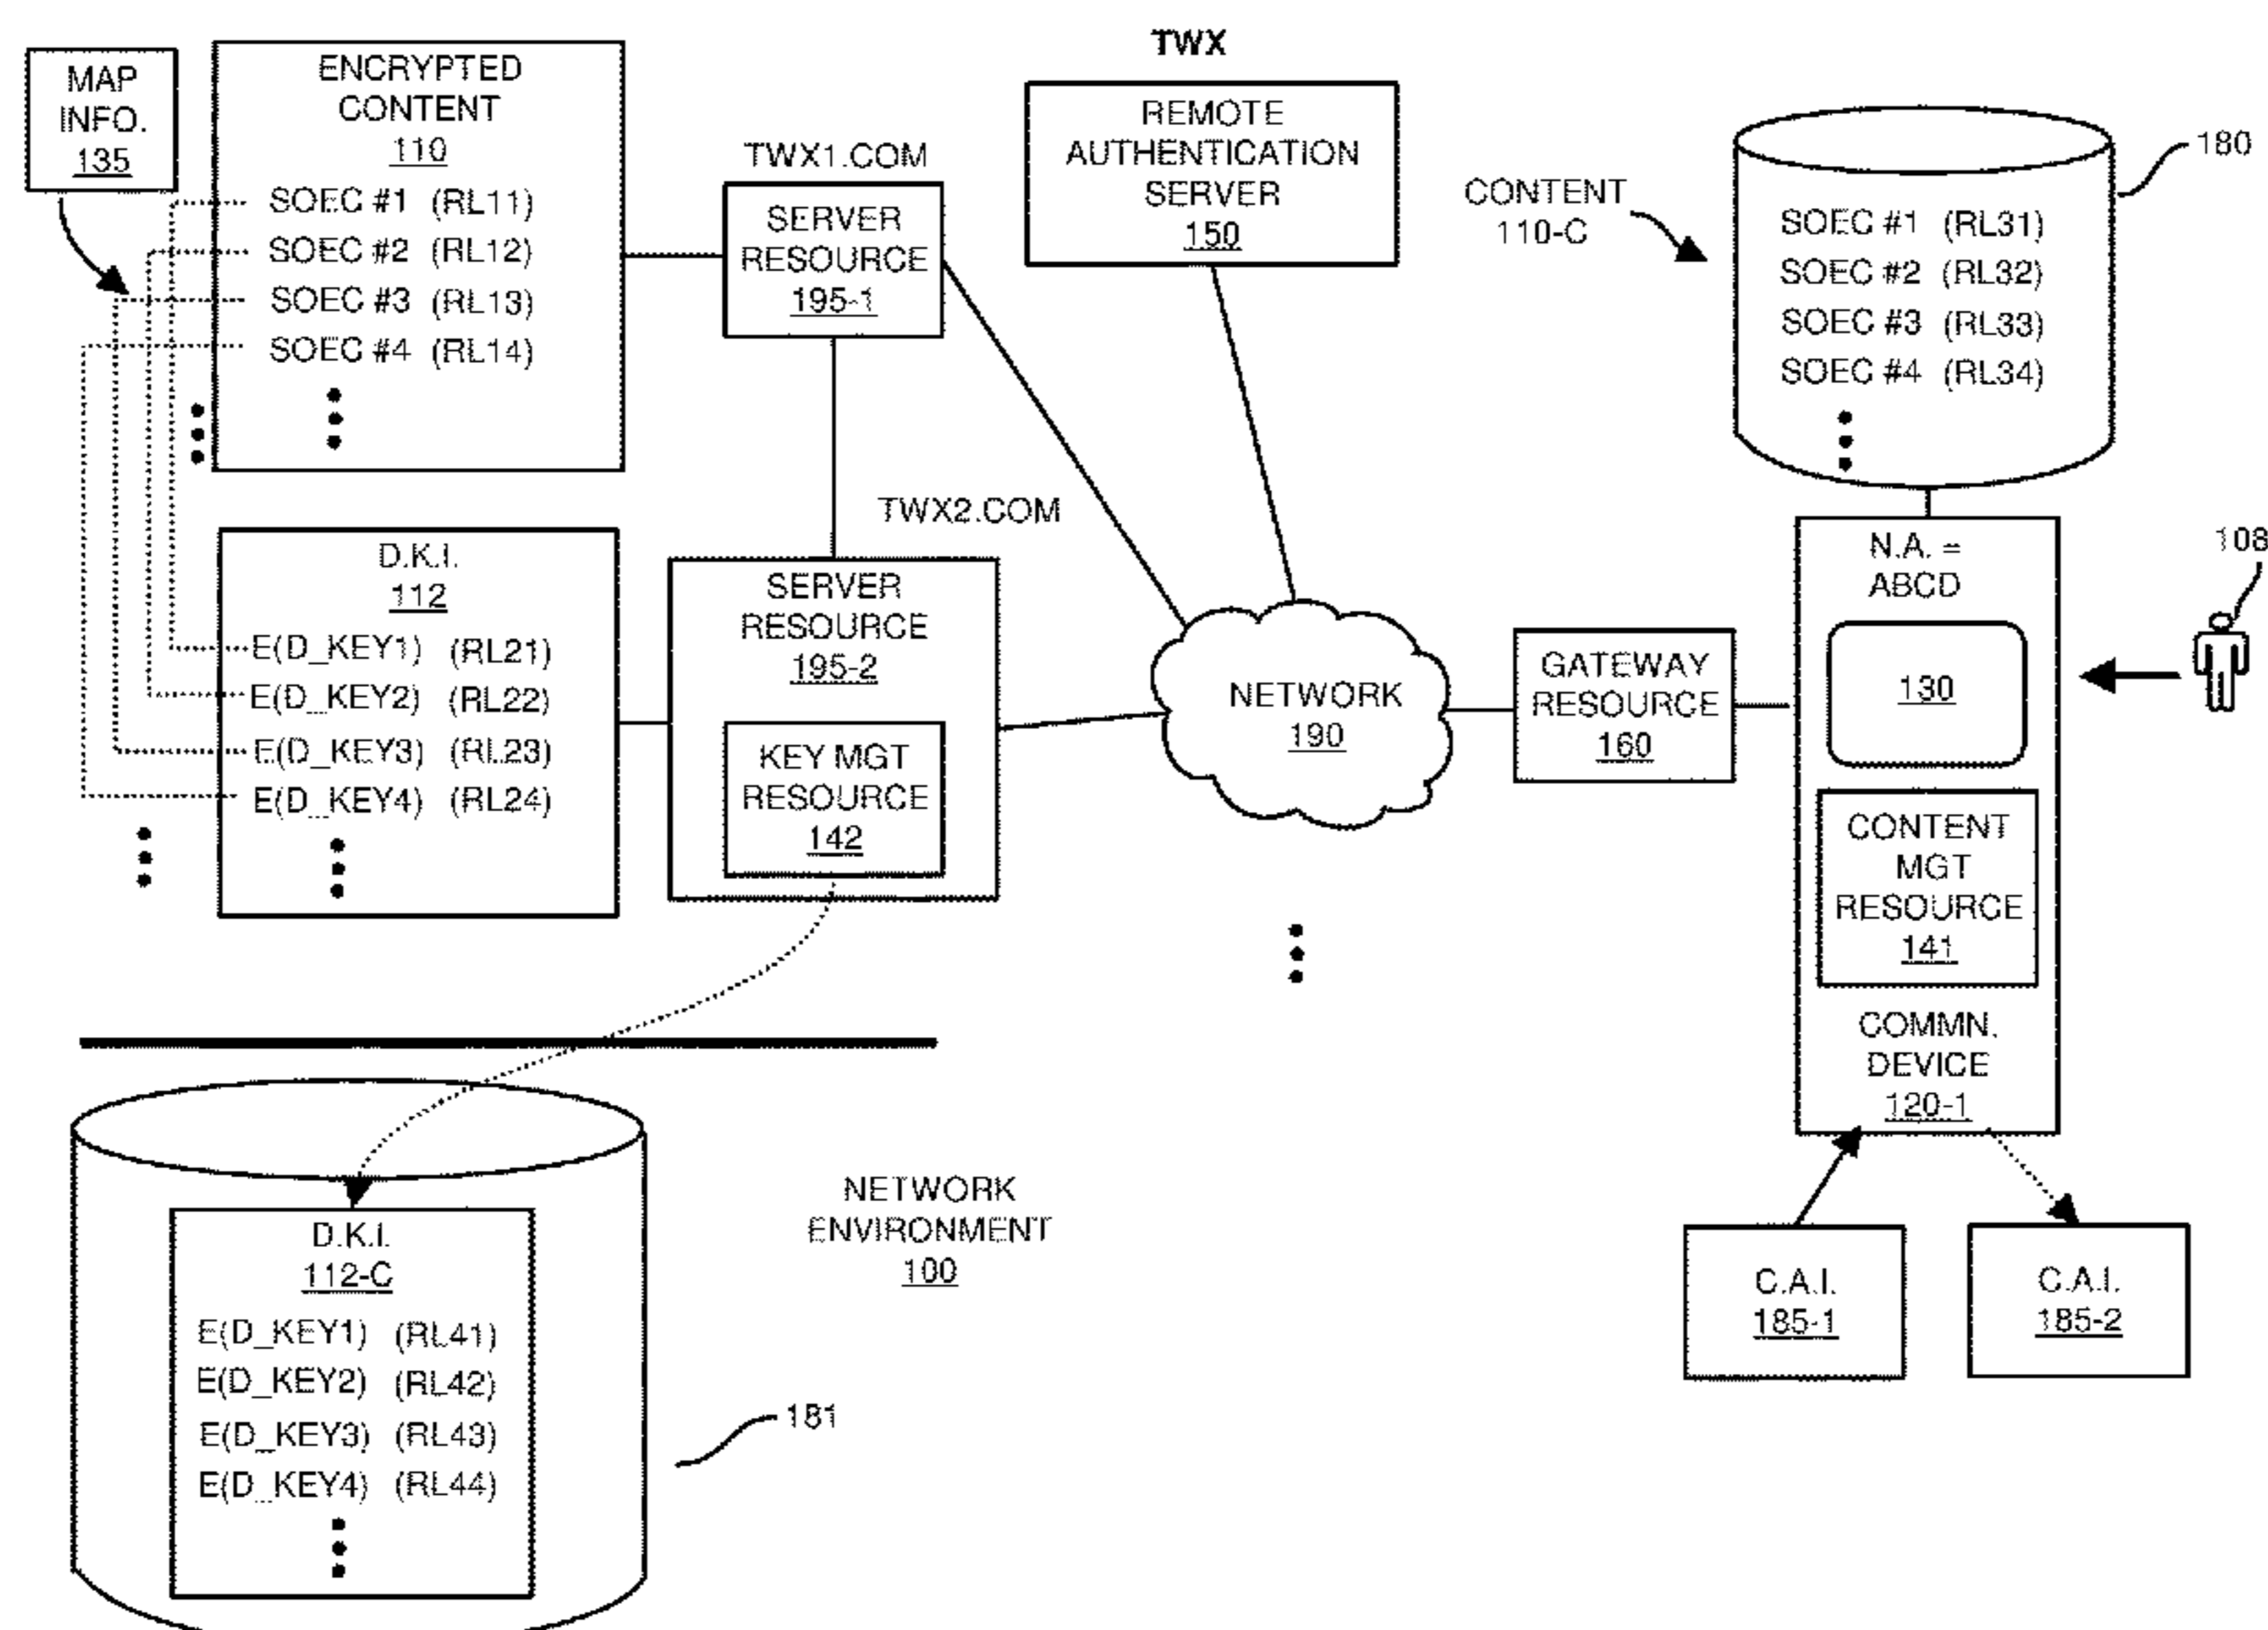 MAP
INFO.
135
ENCRYPTED
CONTENT
110
SOEC #1 (RL11)
SOEC #2 (RL12)
SOEC #3 (RL13)
SOEC #4 (RL14)
TWX1.COM
SERVER
RESOURCE
195-1
TWX
REMOTE
AUTHENTICATION
SERVER
150
CONTENT
110-C
180
SOEC #1 (RL31)
SOEC #2 (RL32)
SOEC #3 (RL33)
SOEC #4 (RL34)
D.K.I.
112
E(D_KEY1) (RL21)
E(D_KEY2) (RL22)
E(D_KEY3) (RL23)
E(D_KEY4) (RL24)
TWX2.COM
SERVER
RESOURCE
195-2
KEY MGT
RESOURCE
142
NETWORK
190
GATEWAY
RESOURCE
160
N.A. =
ABCD
130
CONTENT
MGT
RESOURCE
141
COMMN.
DEVICE
120-1
108
D.K.I.
112-C
E(D_KEY1) (RL41)
E(D_KEY2) (RL42)
E(D_KEY3) (RL43)
E(D_KEY4) (RL44)
181
NETWORK
ENVIRONMENT
100
C.A.I.
185-1
C.A.I.
185-2